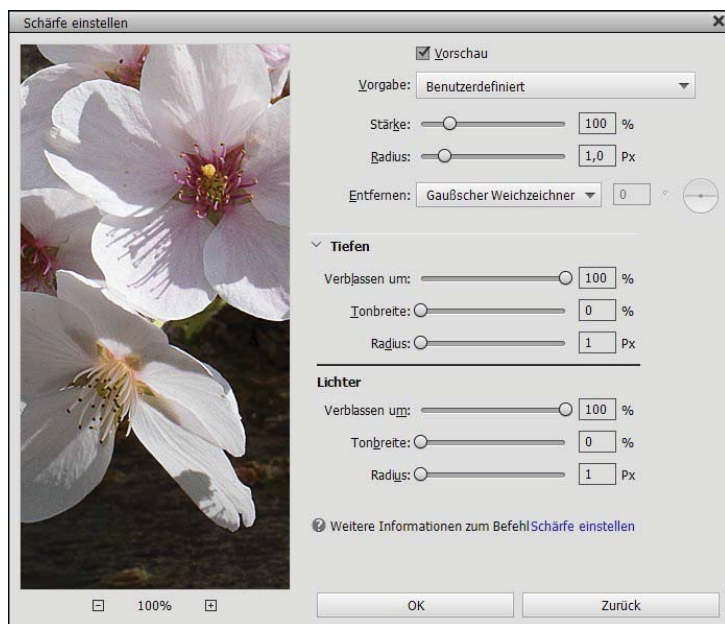 Schärfe einstellen
Vorschau
Vorgabe: Benutzerdefiniert
Stärke: 100 %
Radius: 1,0 Px
Entfernen: Gaußscher Weichzeichner 0 °
Tiefen
Verblassen um: 100 %
Tonbreite: 0 %
Radius: 1 Px
Lichter
Verblassen um: 100 %
Tonbreite: 0 %
Radius: 1 Px
Weitere Informationen zum Befehl Schärfe einstellen
100%
OK Zurück